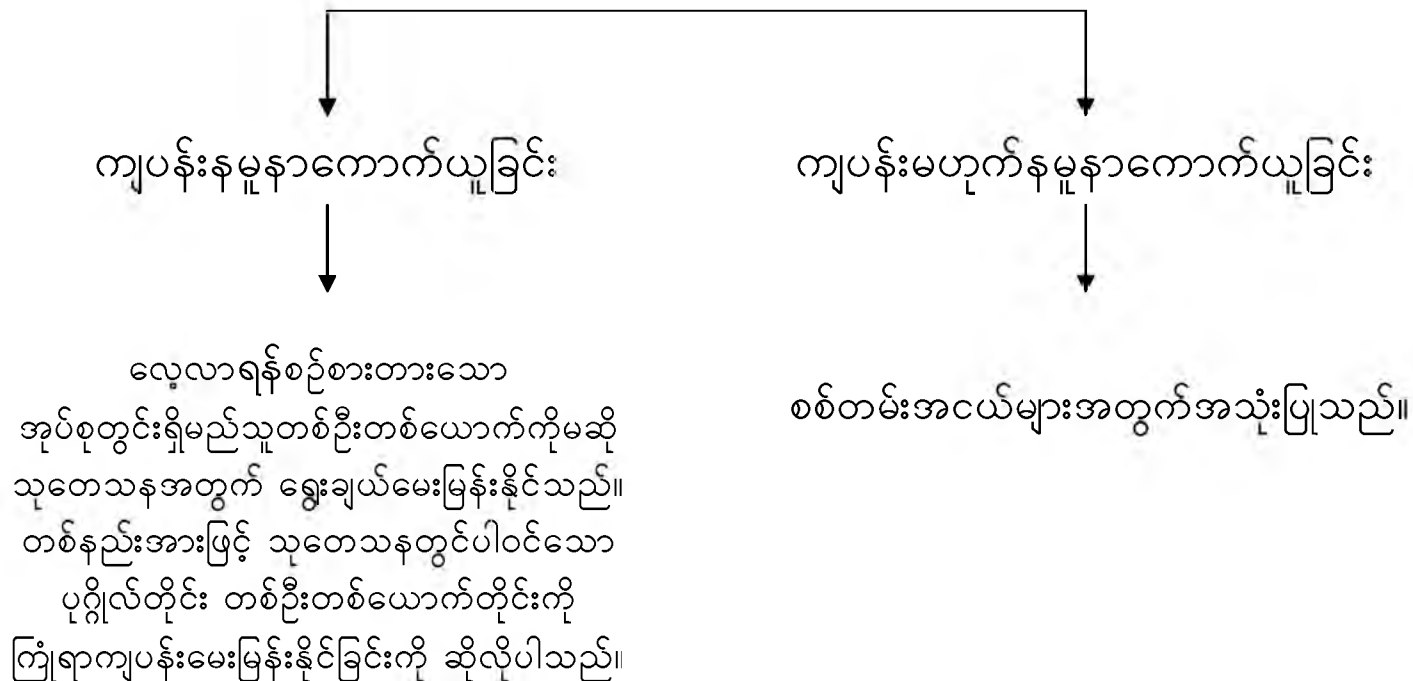 ကျပန်းနမူနာကောက်ယူခြင်း
ကျပန်းမဟုက်နမူနာကောက်ယူခြင်း
လေ့လာရန်စဉ်စားတားသော
အုပ်စုတွင်းရှိမည်သူတစ်ဦးတစ်ယောက်ကိုမဆို
သုတေသနအတွက် ရွေးချယ်မေးမြန်းနိုင်သည်။
တစ်နည်းအားဖြင့် သုတေသနတွင်ပါဝင်သော
ပုဂ္ဂိုလ်တိုင်း တစ်ဦးတစ်ယောက်တိုင်းကို
ကြုံရာကျပန်းမေးမြန်းနိုင်ခြင်းကို ဆိုလိုပါသည်။
စစ်တမ်းအငယ်များအတွက်အသုံးပြုသည်။